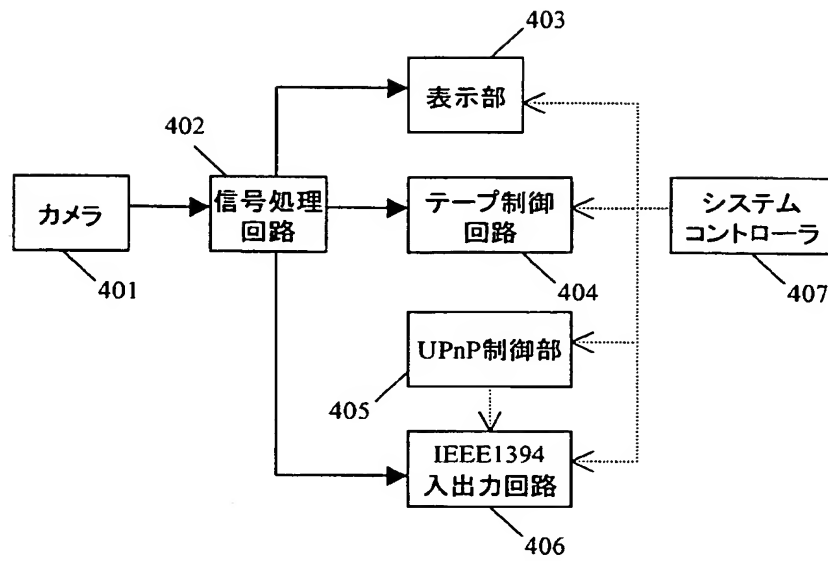 403
表示部
402
信号処理
回路
カメラ
401
テープ制御
回路
404
システム
コントローラ
407
UPnP制御部
405
IEEE1394
入出力回路
406